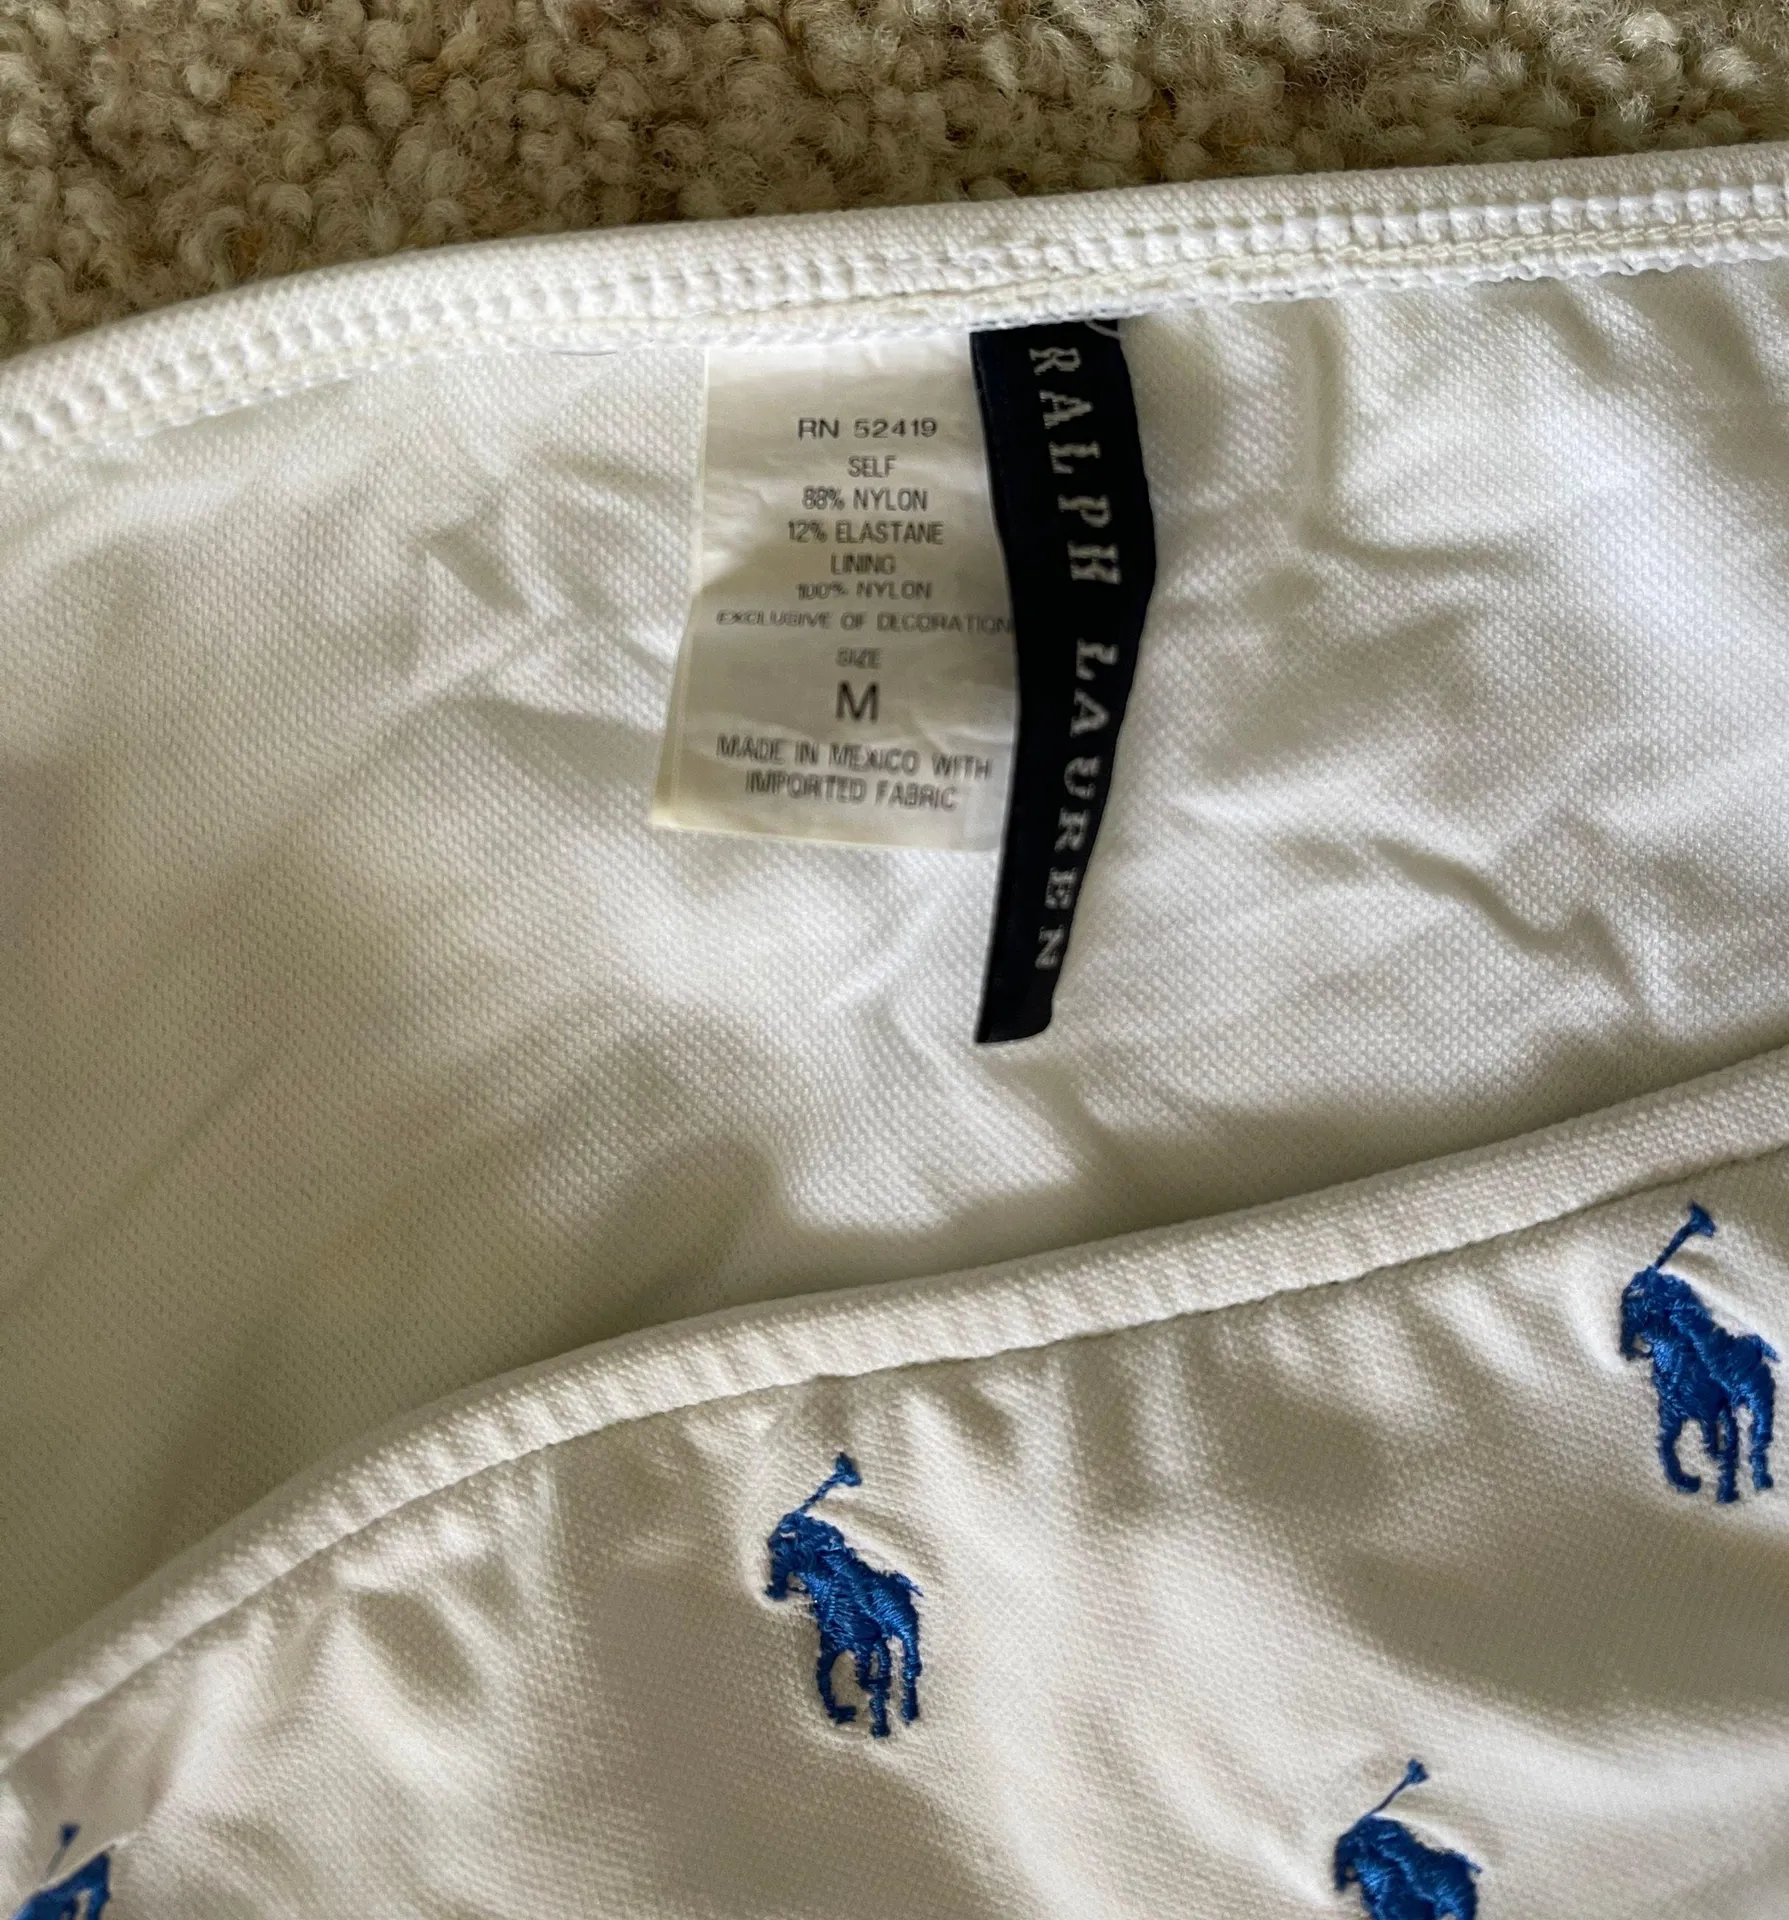 RN 52419
SELF
88% NYLON
12% ELASTANE
LINING
100% NYLON
EXCLUSIVE OF DECORATION
SIZE
M
MADE IN MEXICO WITH
IMPORTED FABRIC
RALPH LAUREN